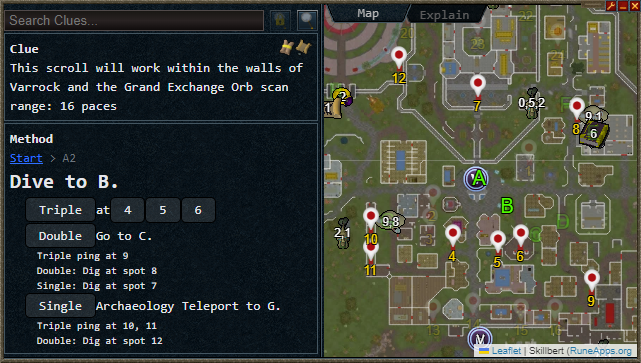 Search Clues...
Clue
This scroll will work within the walls of
Varrock and the Grand Exchange Orb scan
range: 16 paces
Method
Start > A2
Dive to B.
Triple at 4 5 6
Double Go to C.
Triple ping at 9
Double: Dig at spot 8
Single: Dig at spot 7
Single Archaeology Teleport to G.
Triple ping at 10, 11
Double: Dig at spot 12
Map Explain
12
7
0,5,2
8
9,1
6
A
B
2,1
9,8
10
11
4
5
6
9
V
Leaflet | Skillbert (RuneApps.org)